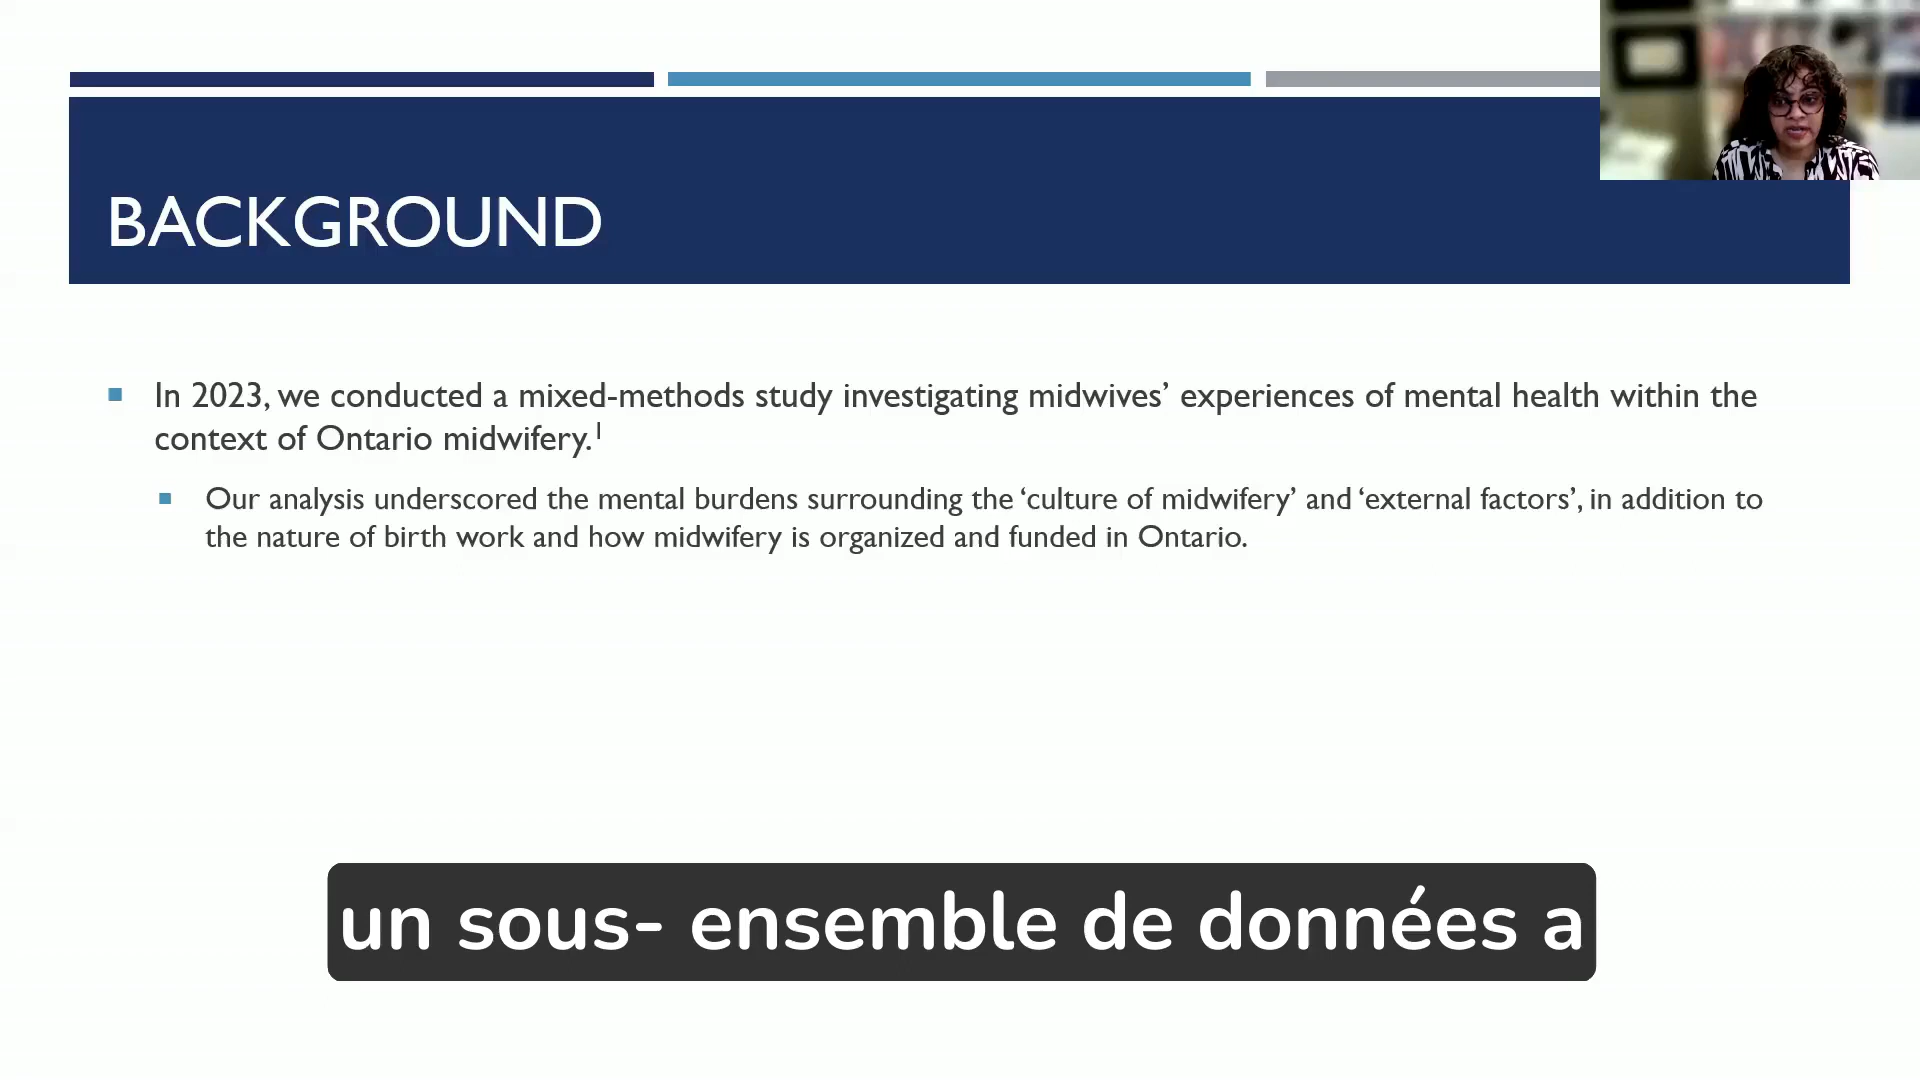 BACKGROUND
In 2023, we conducted a mixed-methods study investigating midwives’ experiences of mental health within the
context of Ontario midwifery.¹
Our analysis underscored the mental burdens surrounding the ‘culture of midwifery’ and ‘external factors’, in addition to
the nature of birth work and how midwifery is organized and funded in Ontario.
un sous- ensemble de données a